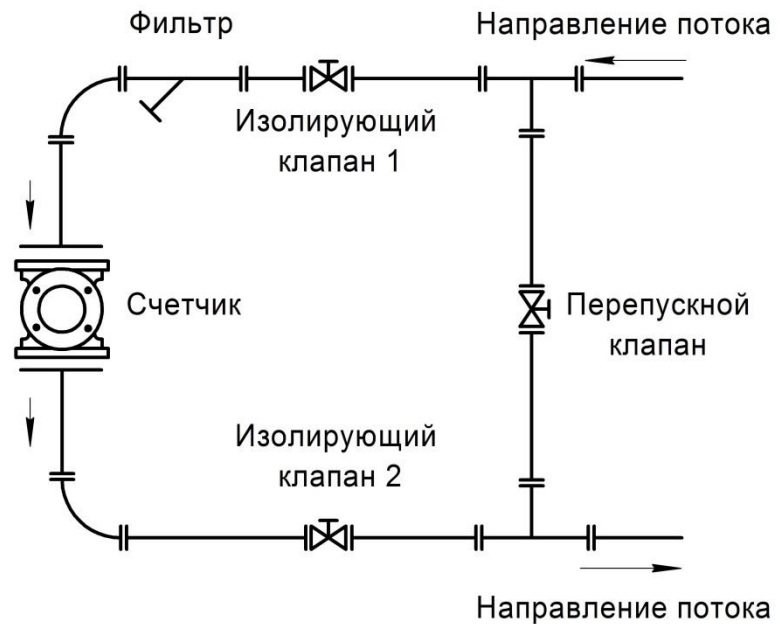 Фильтр
Направление потока
Изолирующий
клапан 1
Счетчик
Перепускной
клапан
Изолирующий
клапан 2
Направление потока